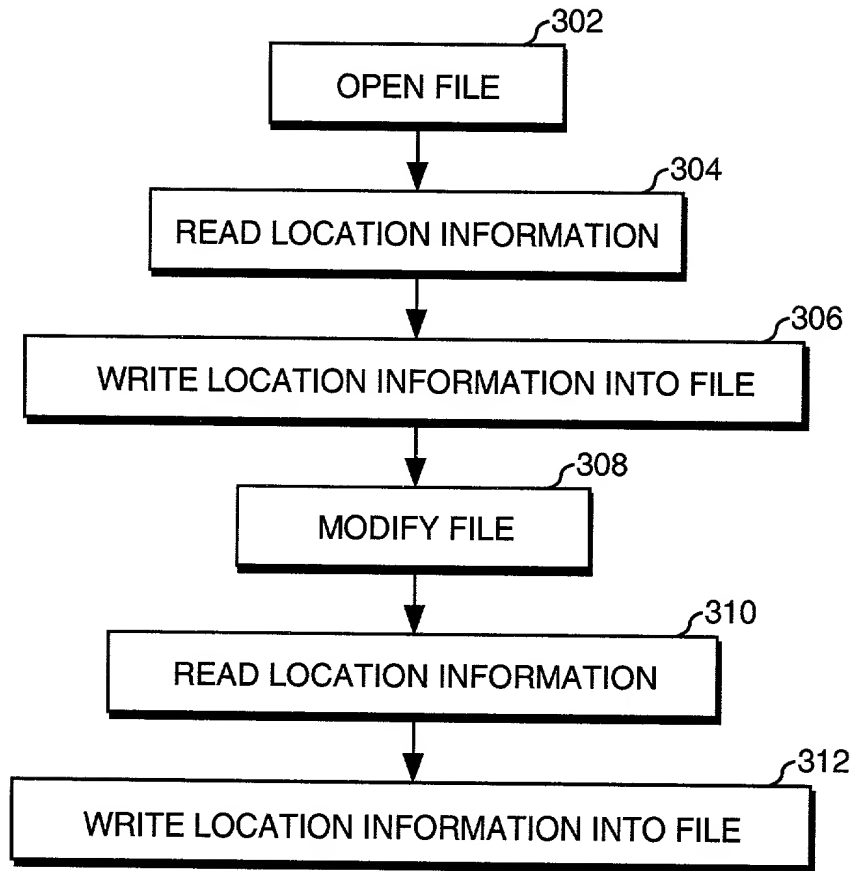 302
OPEN FILE
304
READ LOCATION INFORMATION
306
WRITE LOCATION INFORMATION INTO FILE
308
MODIFY FILE
310
READ LOCATION INFORMATION
312
WRITE LOCATION INFORMATION INTO FILE